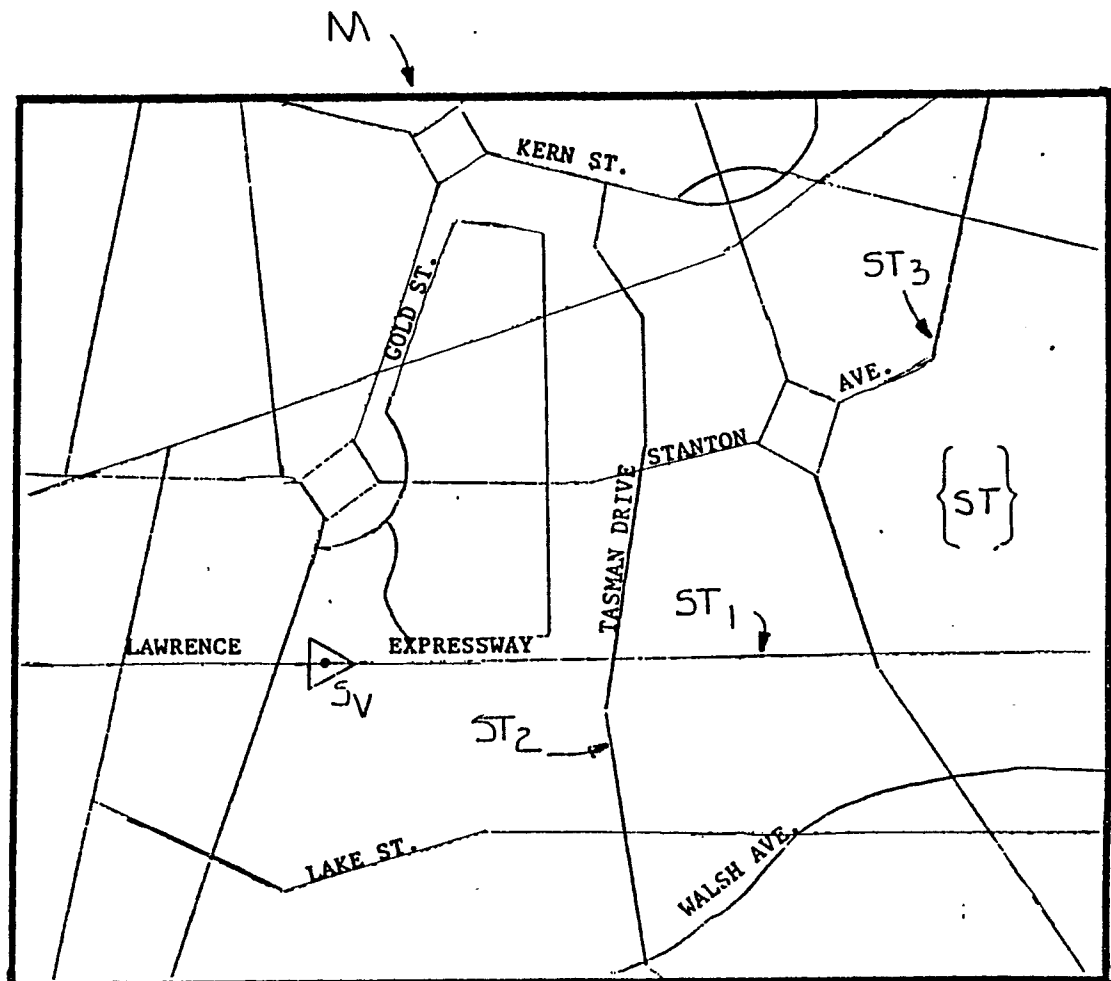 M
KERN ST.
ST3
GOLD ST.
AVE.
STANTON
{ST}
TASMAN DRIVE
ST1
LAWRENCE EXPRESSWAY
SV
ST2
LAKE ST.
WALSH AVE.